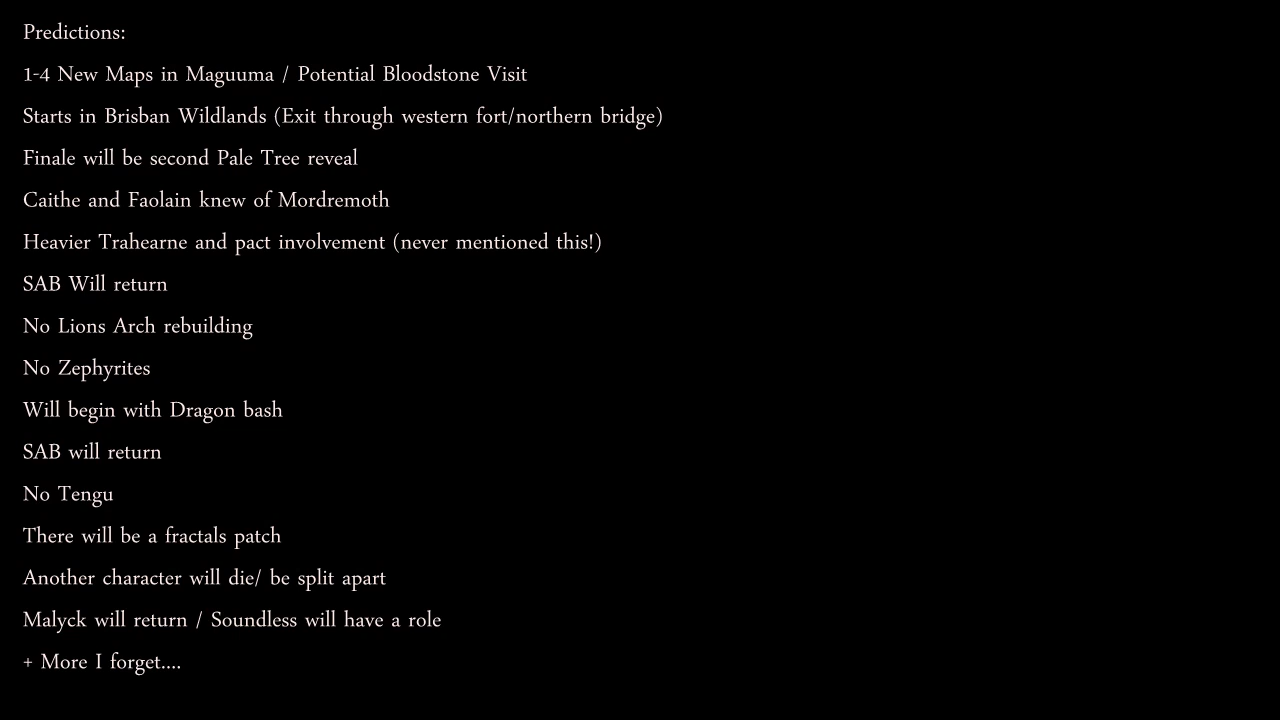 Predictions:
1-4 New Maps in Maguuma / Potential Bloodstone Visit
Starts in Brisban Wildlands (Exit through western fort/northern bridge)
Finale will be second Pale Tree reveal
Caithe and Faolain knew of Mordremoth
Heavier Trahearne and pact involvement (never mentioned this!)
SAB Will return
No Lions Arch rebuilding
No Zephyrites
Will begin with Dragon bash
SAB will return
No Tengu
There will be a fractals patch
Another character will die/ be split apart
Malyck will return / Soundless will have a role
+ More I forget....